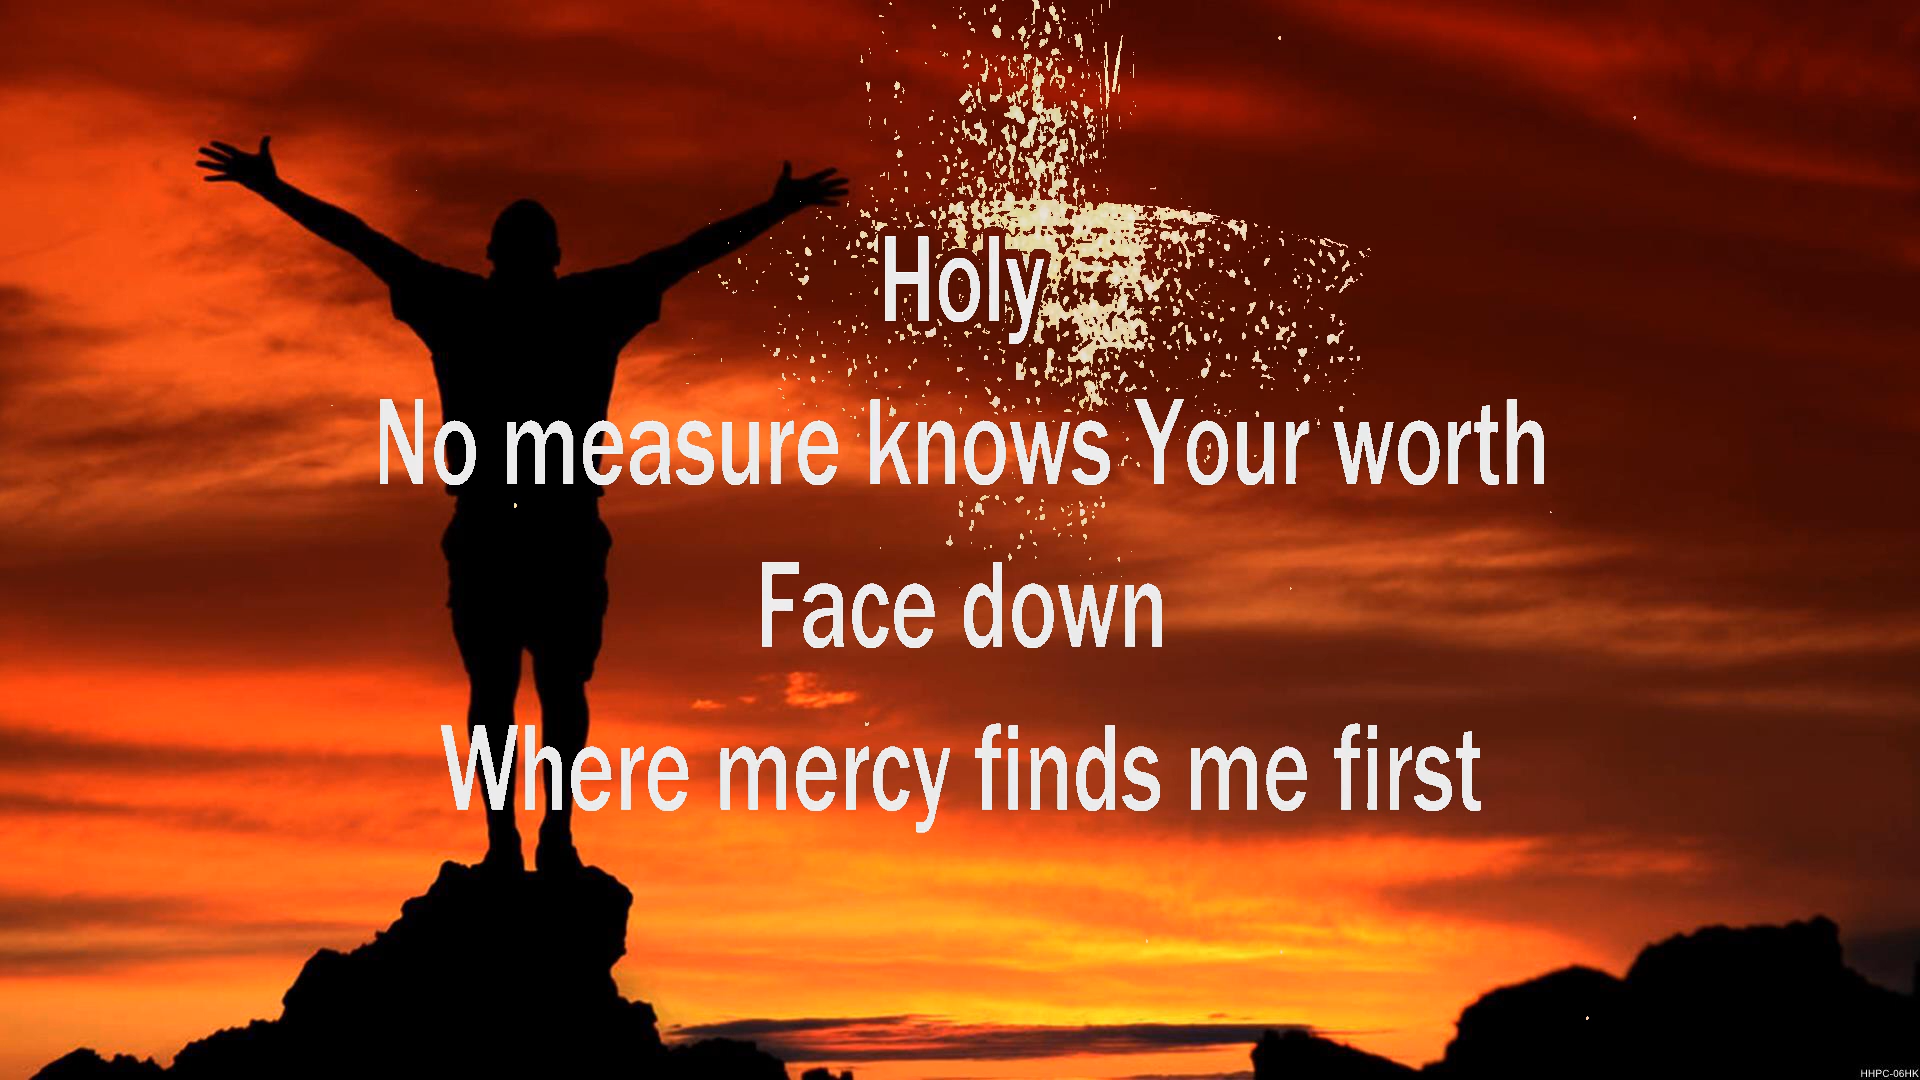 Holy
No measure knows Your worth
Face down
Where mercy finds me first
HHPC-06HK